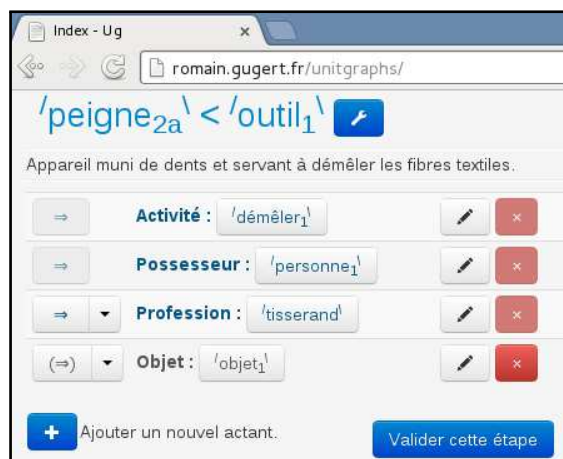 Index - Ug ×
romain.gugert.fr/unitgraphs/
/peigne2a\ < /outil1\
Appareil muni de dents et servant à démêler les fibres textiles.
⇒ Activité : /démêler1\ ×
⇒ Possesseur : /personne1\ ×
⇒ Profession : /tisserand\ ×
(⇒) Objet : /objet1\ ×
+ Ajouter un nouvel actant. Valider cette étape